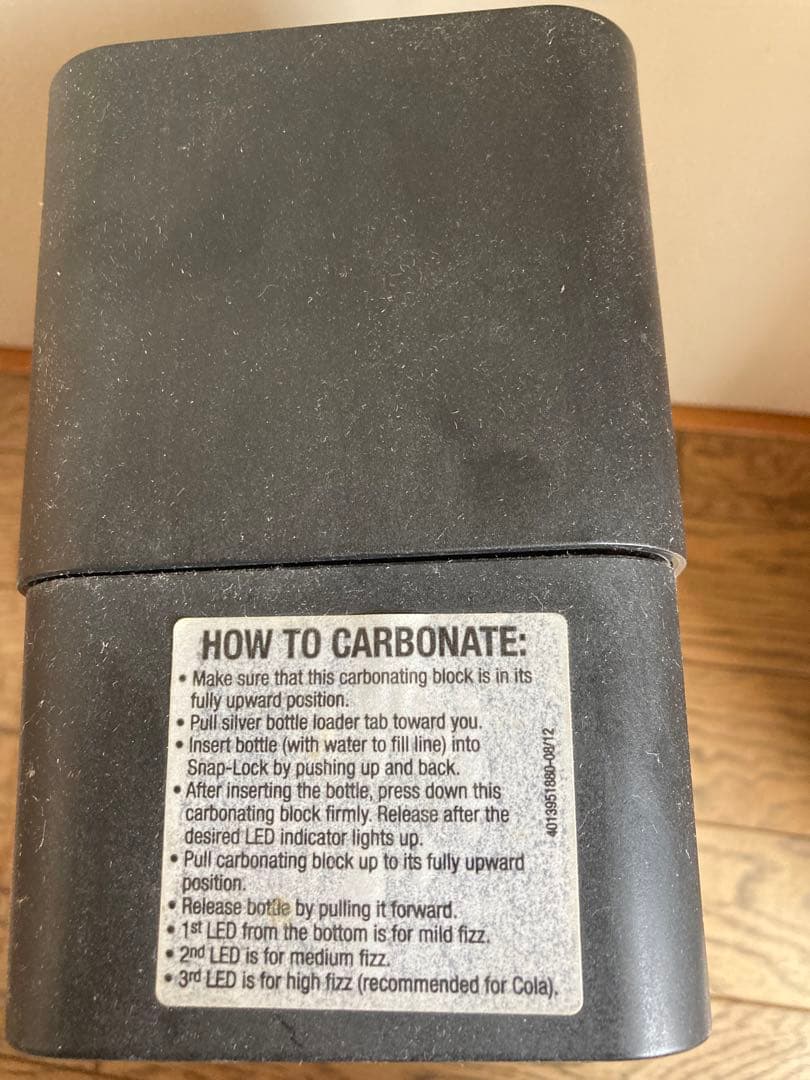 HOW TO CARBONATE:
• Make sure that this carbonating block is in its
fully upward position.
• Pull silver bottle loader tab toward you.
• Insert bottle (with water to fill line) into
Snap-Lock by pushing up and back.
• After inserting the bottle, press down this
carbonating block firmly. Release after the
desired LED indicator lights up.
• Pull carbonating block up to its fully upward
position.
• Release bottle by pulling it forward.
• 1st LED from the bottom is for mild fizz.
• 2nd LED is for medium fizz.
• 3rd LED is for high fizz (recommended for Cola).
4013951880-08/12